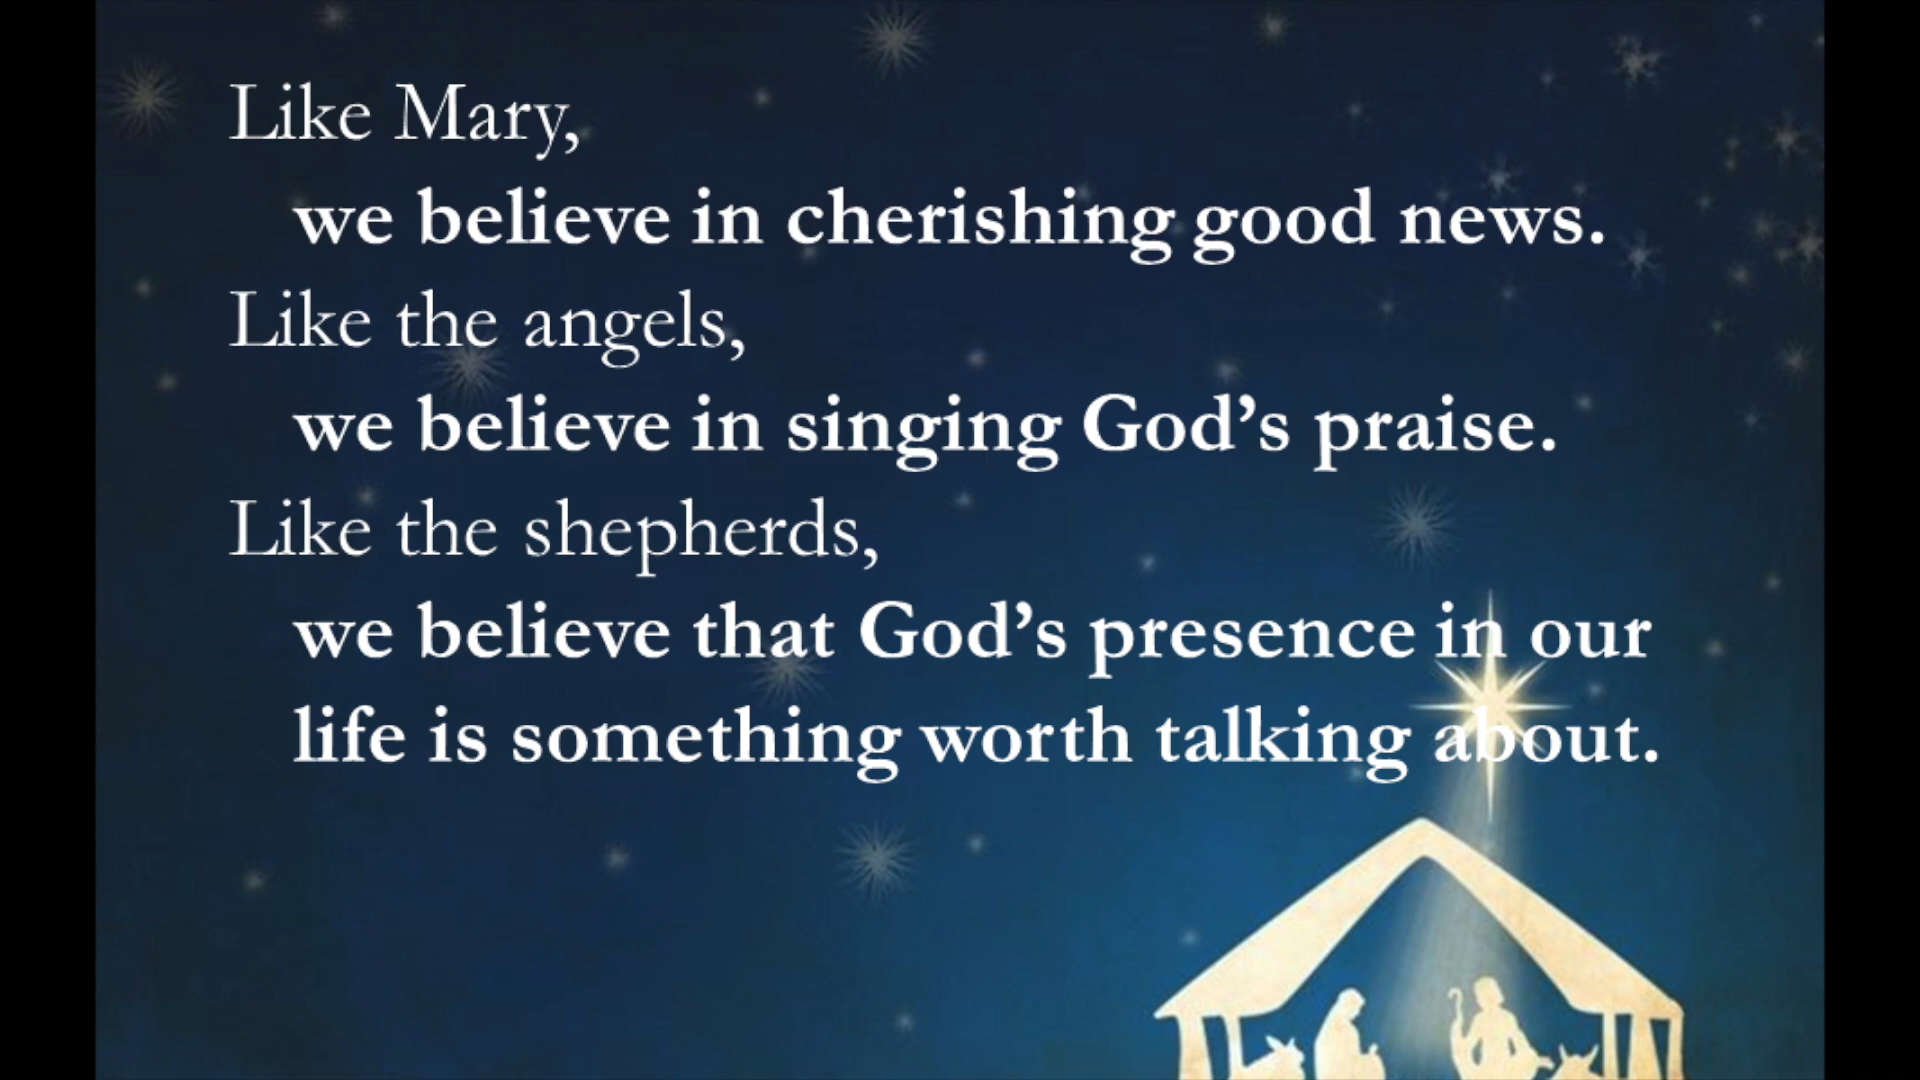 Like Mary,
we believe in cherishing good news.
Like the angels,
we believe in singing God’s praise.
Like the shepherds,
we believe that God’s presence in our
life is something worth talking about.